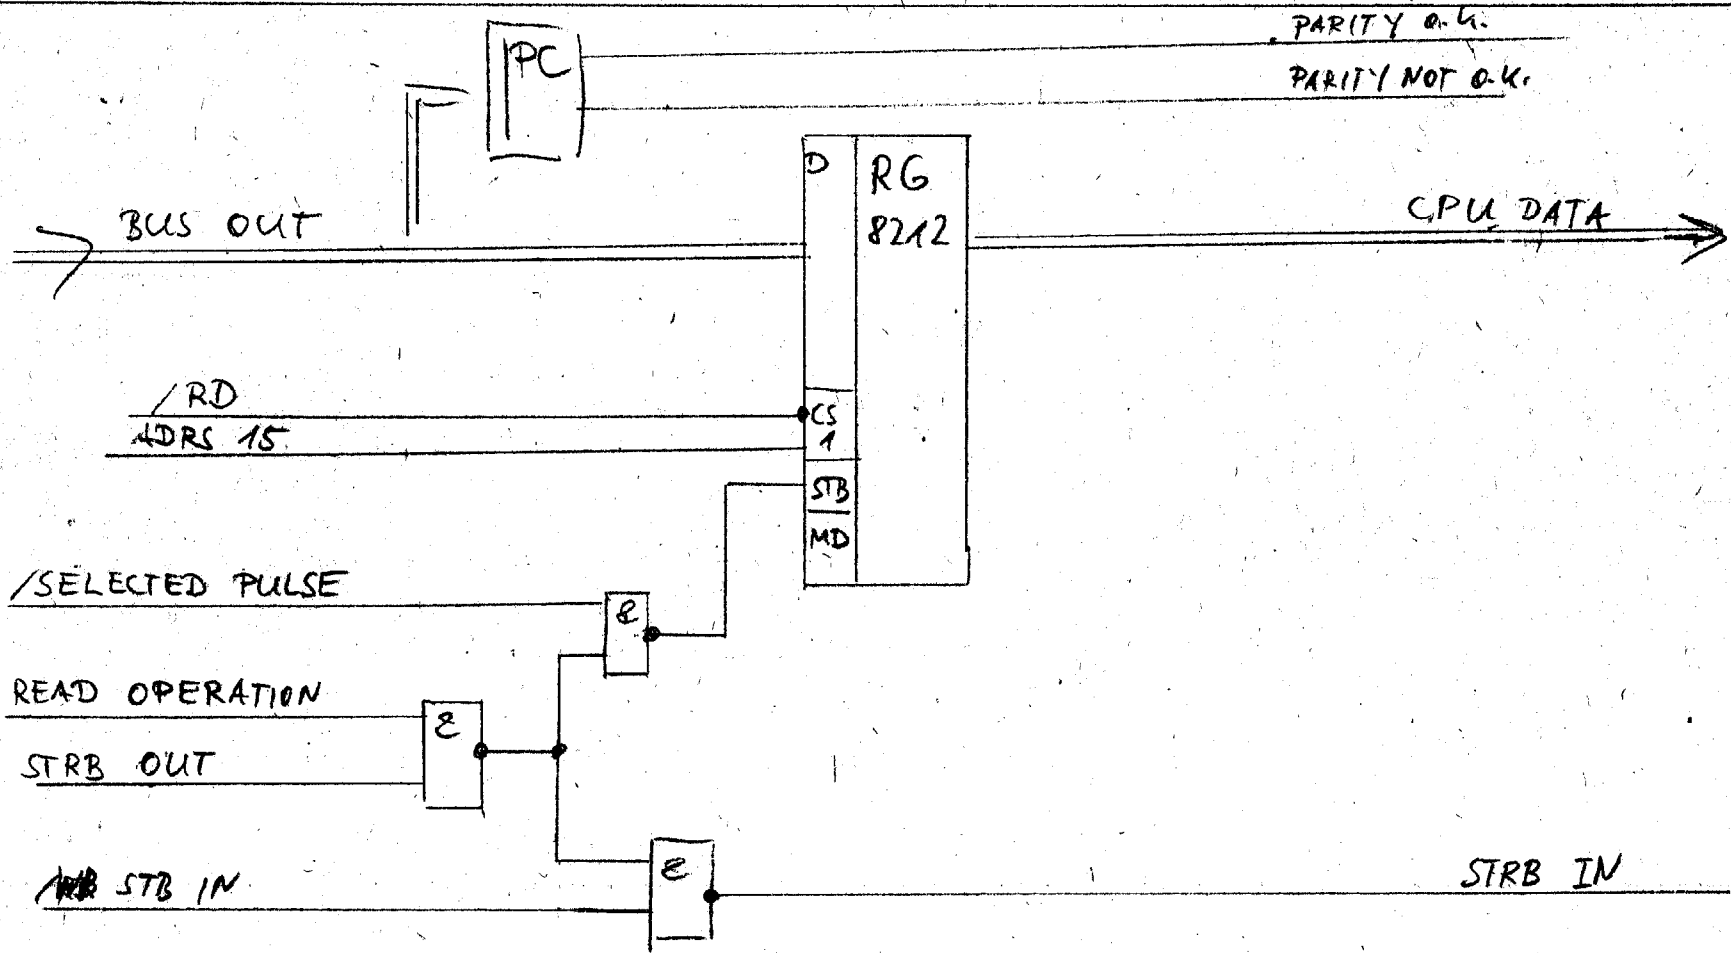 PARITY O.K.
PC
PARITY NOT O.K.
D
RG
8212
BUS OUT
CPU DATA
/RD
CS
1
ADRS 15
STB
MD
/SELECTED PULSE
&
READ OPERATION
&
STRB OUT
&
STB IN
STRB IN